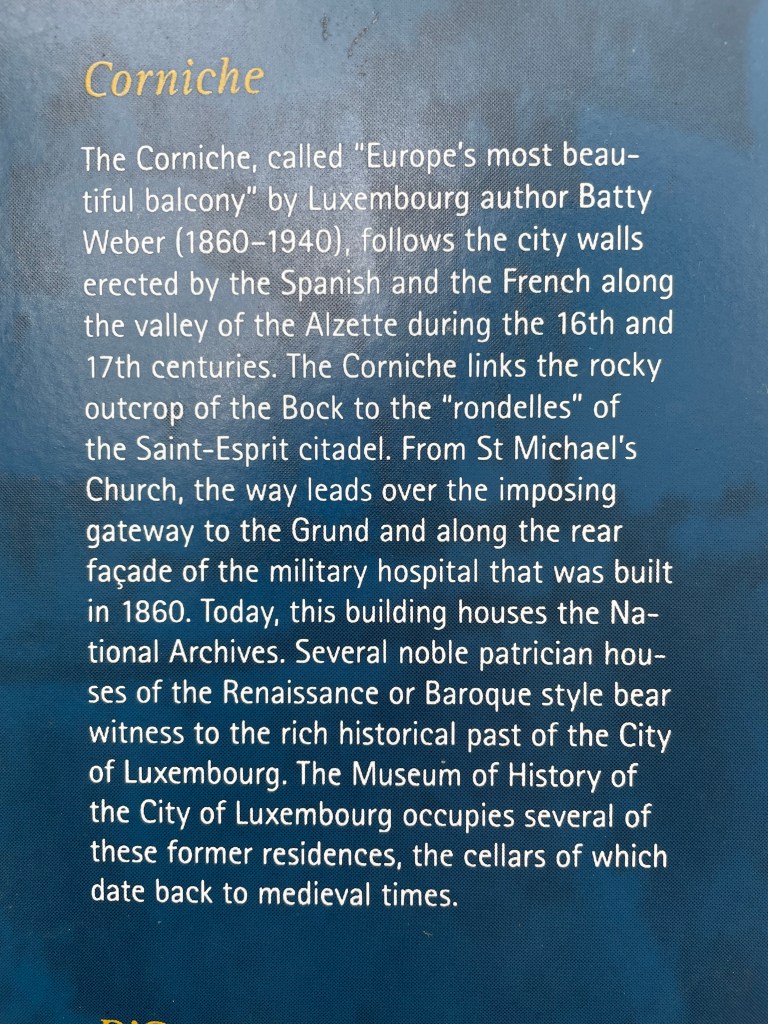 Corniche
The Corniche, called “Europe’s most beau-
tiful balcony” by Luxembourg author Batty
Weber (1860–1940), follows the city walls
erected by the Spanish and the French along
the valley of the Alzette during the 16th and
17th centuries. The Corniche links the rocky
outcrop of the Bock to the “rondelles” of
the Saint-Esprit citadel. From St Michael’s
Church, the way leads over the imposing
gateway to the Grund and along the rear
façade of the military hospital that was built
in 1860. Today, this building houses the Na-
tional Archives. Several noble patrician hou-
ses of the Renaissance or Baroque style bear
witness to the rich historical past of the City
of Luxembourg. The Museum of History of
the City of Luxembourg occupies several of
these former residences, the cellars of which
date back to medieval times.